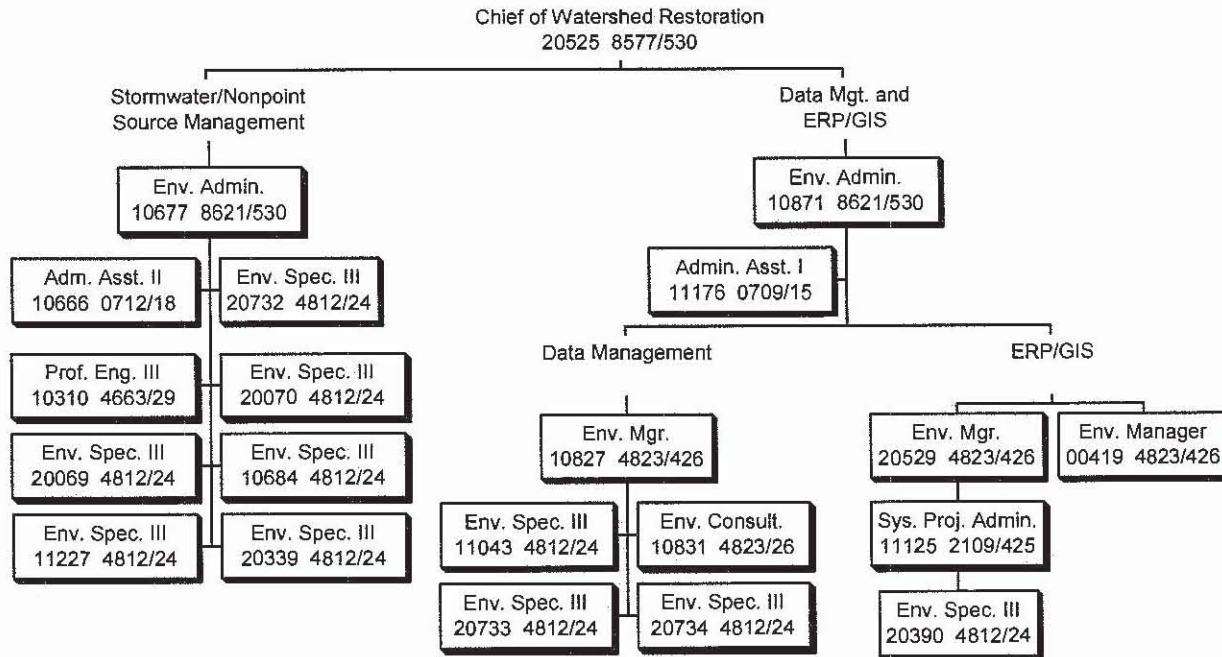 Chief of Watershed Restoration
20525 8577/530
Stormwater/Nonpoint
Source Management
Env. Admin.
10677 8621/530
Adm. Asst. II
10666 0712/18
Env. Spec. III
20732 4812/24
Prof. Eng. III
10310 4663/29
Env. Spec. III
20070 4812/24
Env. Spec. III
20069 4812/24
Env. Spec. III
10684 4812/24
Env. Spec. III
11227 4812/24
Env. Spec. III
20339 4812/24
Data Mgt. and
ERP/GIS
Env. Admin.
10871 8621/530
Admin. Asst. I
11176 0709/15
Data Management
Env. Mgr.
10827 4823/426
Env. Spec. III
11043 4812/24
Env. Consult.
10831 4823/26
Env. Spec. III
20733 4812/24
Env. Spec. III
20734 4812/24
ERP/GIS
Env. Mgr.
20529 4823/426
Env. Manager
00419 4823/426
Sys. Proj. Admin.
11125 2109/425
Env. Spec. III
20390 4812/24